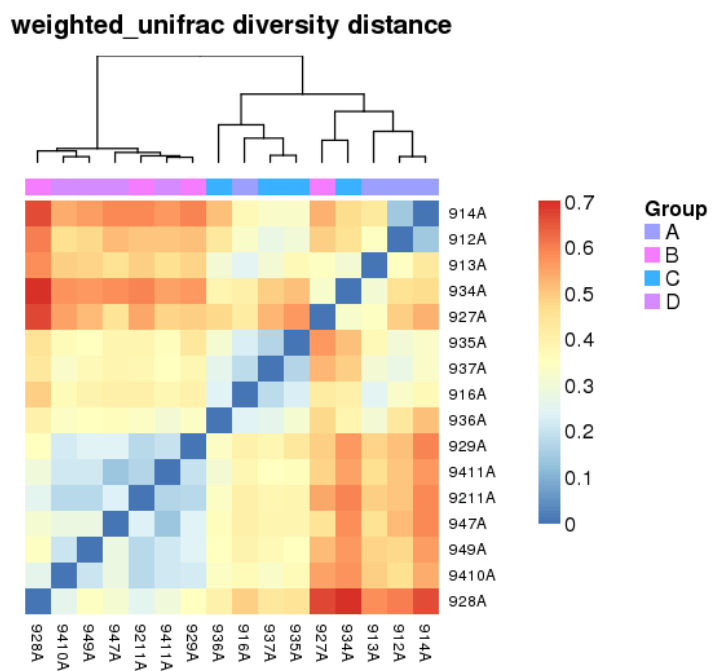 weighted_unifrac diversity distance
914A
912A
913A
934A
927A
935A
937A
916A
936A
929A
9411A
9211A
947A
949A
9410A
928A
928A
9410A
949A
947A
9211A
9411A
929A
936A
916A
937A
935A
927A
934A
913A
912A
914A
0.7
0.6
0.5
0.4
0.3
0.2
0.1
0
Group
A
B
C
D